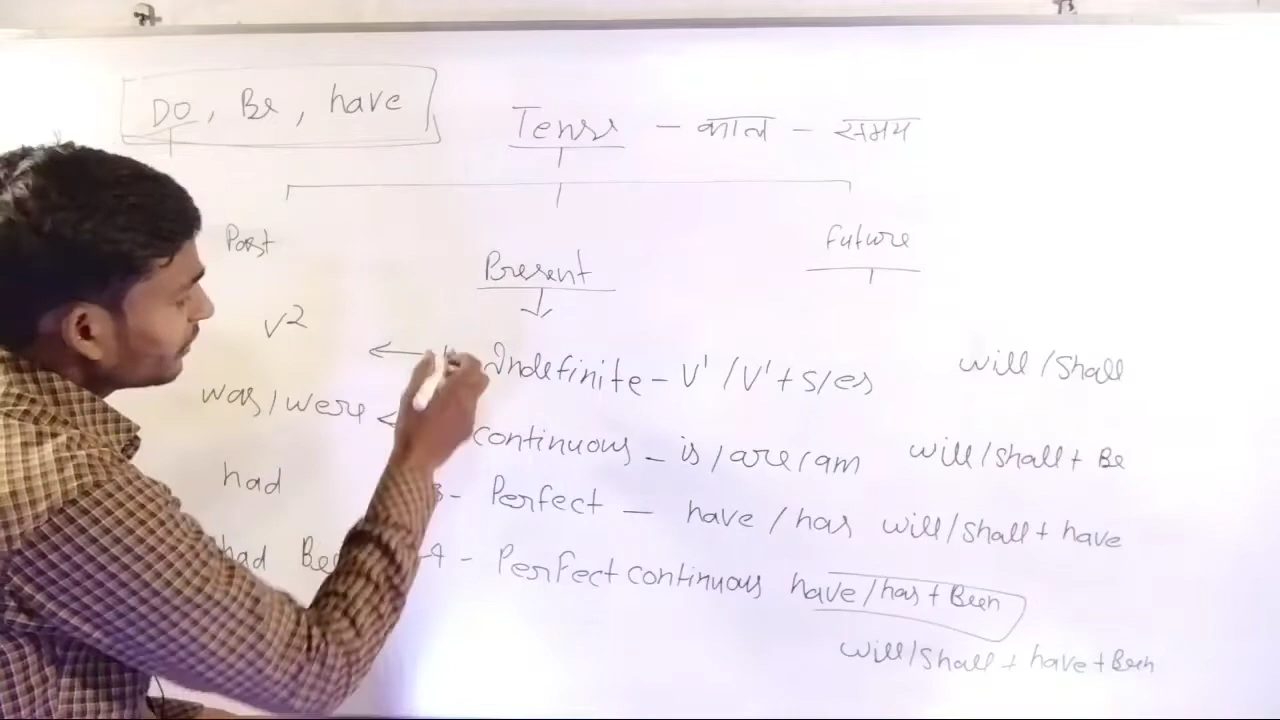 Do, Be, have
Tense - काल - समय
Past
Present
Future
V²
Indefinite - V¹ / V¹ + s/es
will / Shall
was / were
continuous - is / are / am
will / shall + Be
had
3- Perfect - have / has
will / shall + have
had
4 - Perfect continuous have / has + Been
will / shall + have + Been